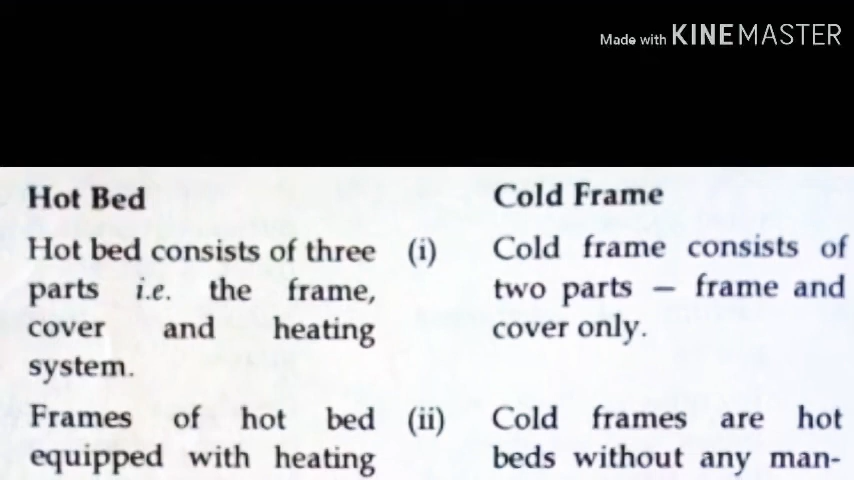 Made with KINEMASTER
Hot Bed
Hot bed consists of three
parts i.e. the frame,
cover and heating
system.
Frames of hot bed
equipped with heating
Cold Frame
(i) Cold frame consists of
two parts — frame and
cover only.
(ii) Cold frames are hot
beds without any man-